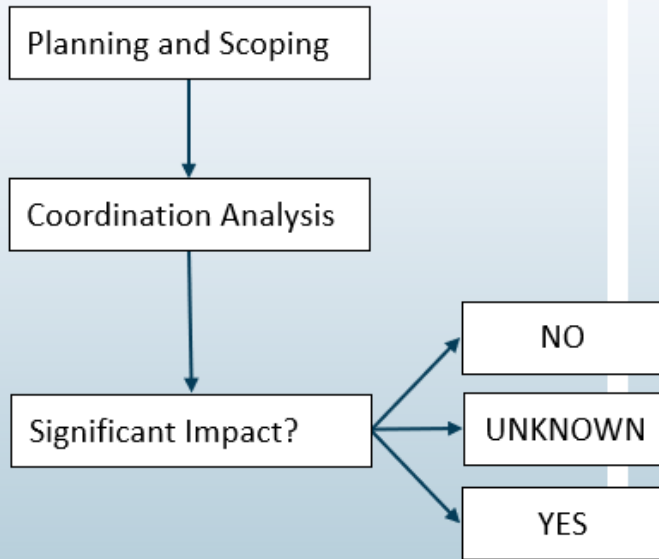 Planning and Scoping
Coordination Analysis
Significant Impact?
NO
UNKNOWN
YES